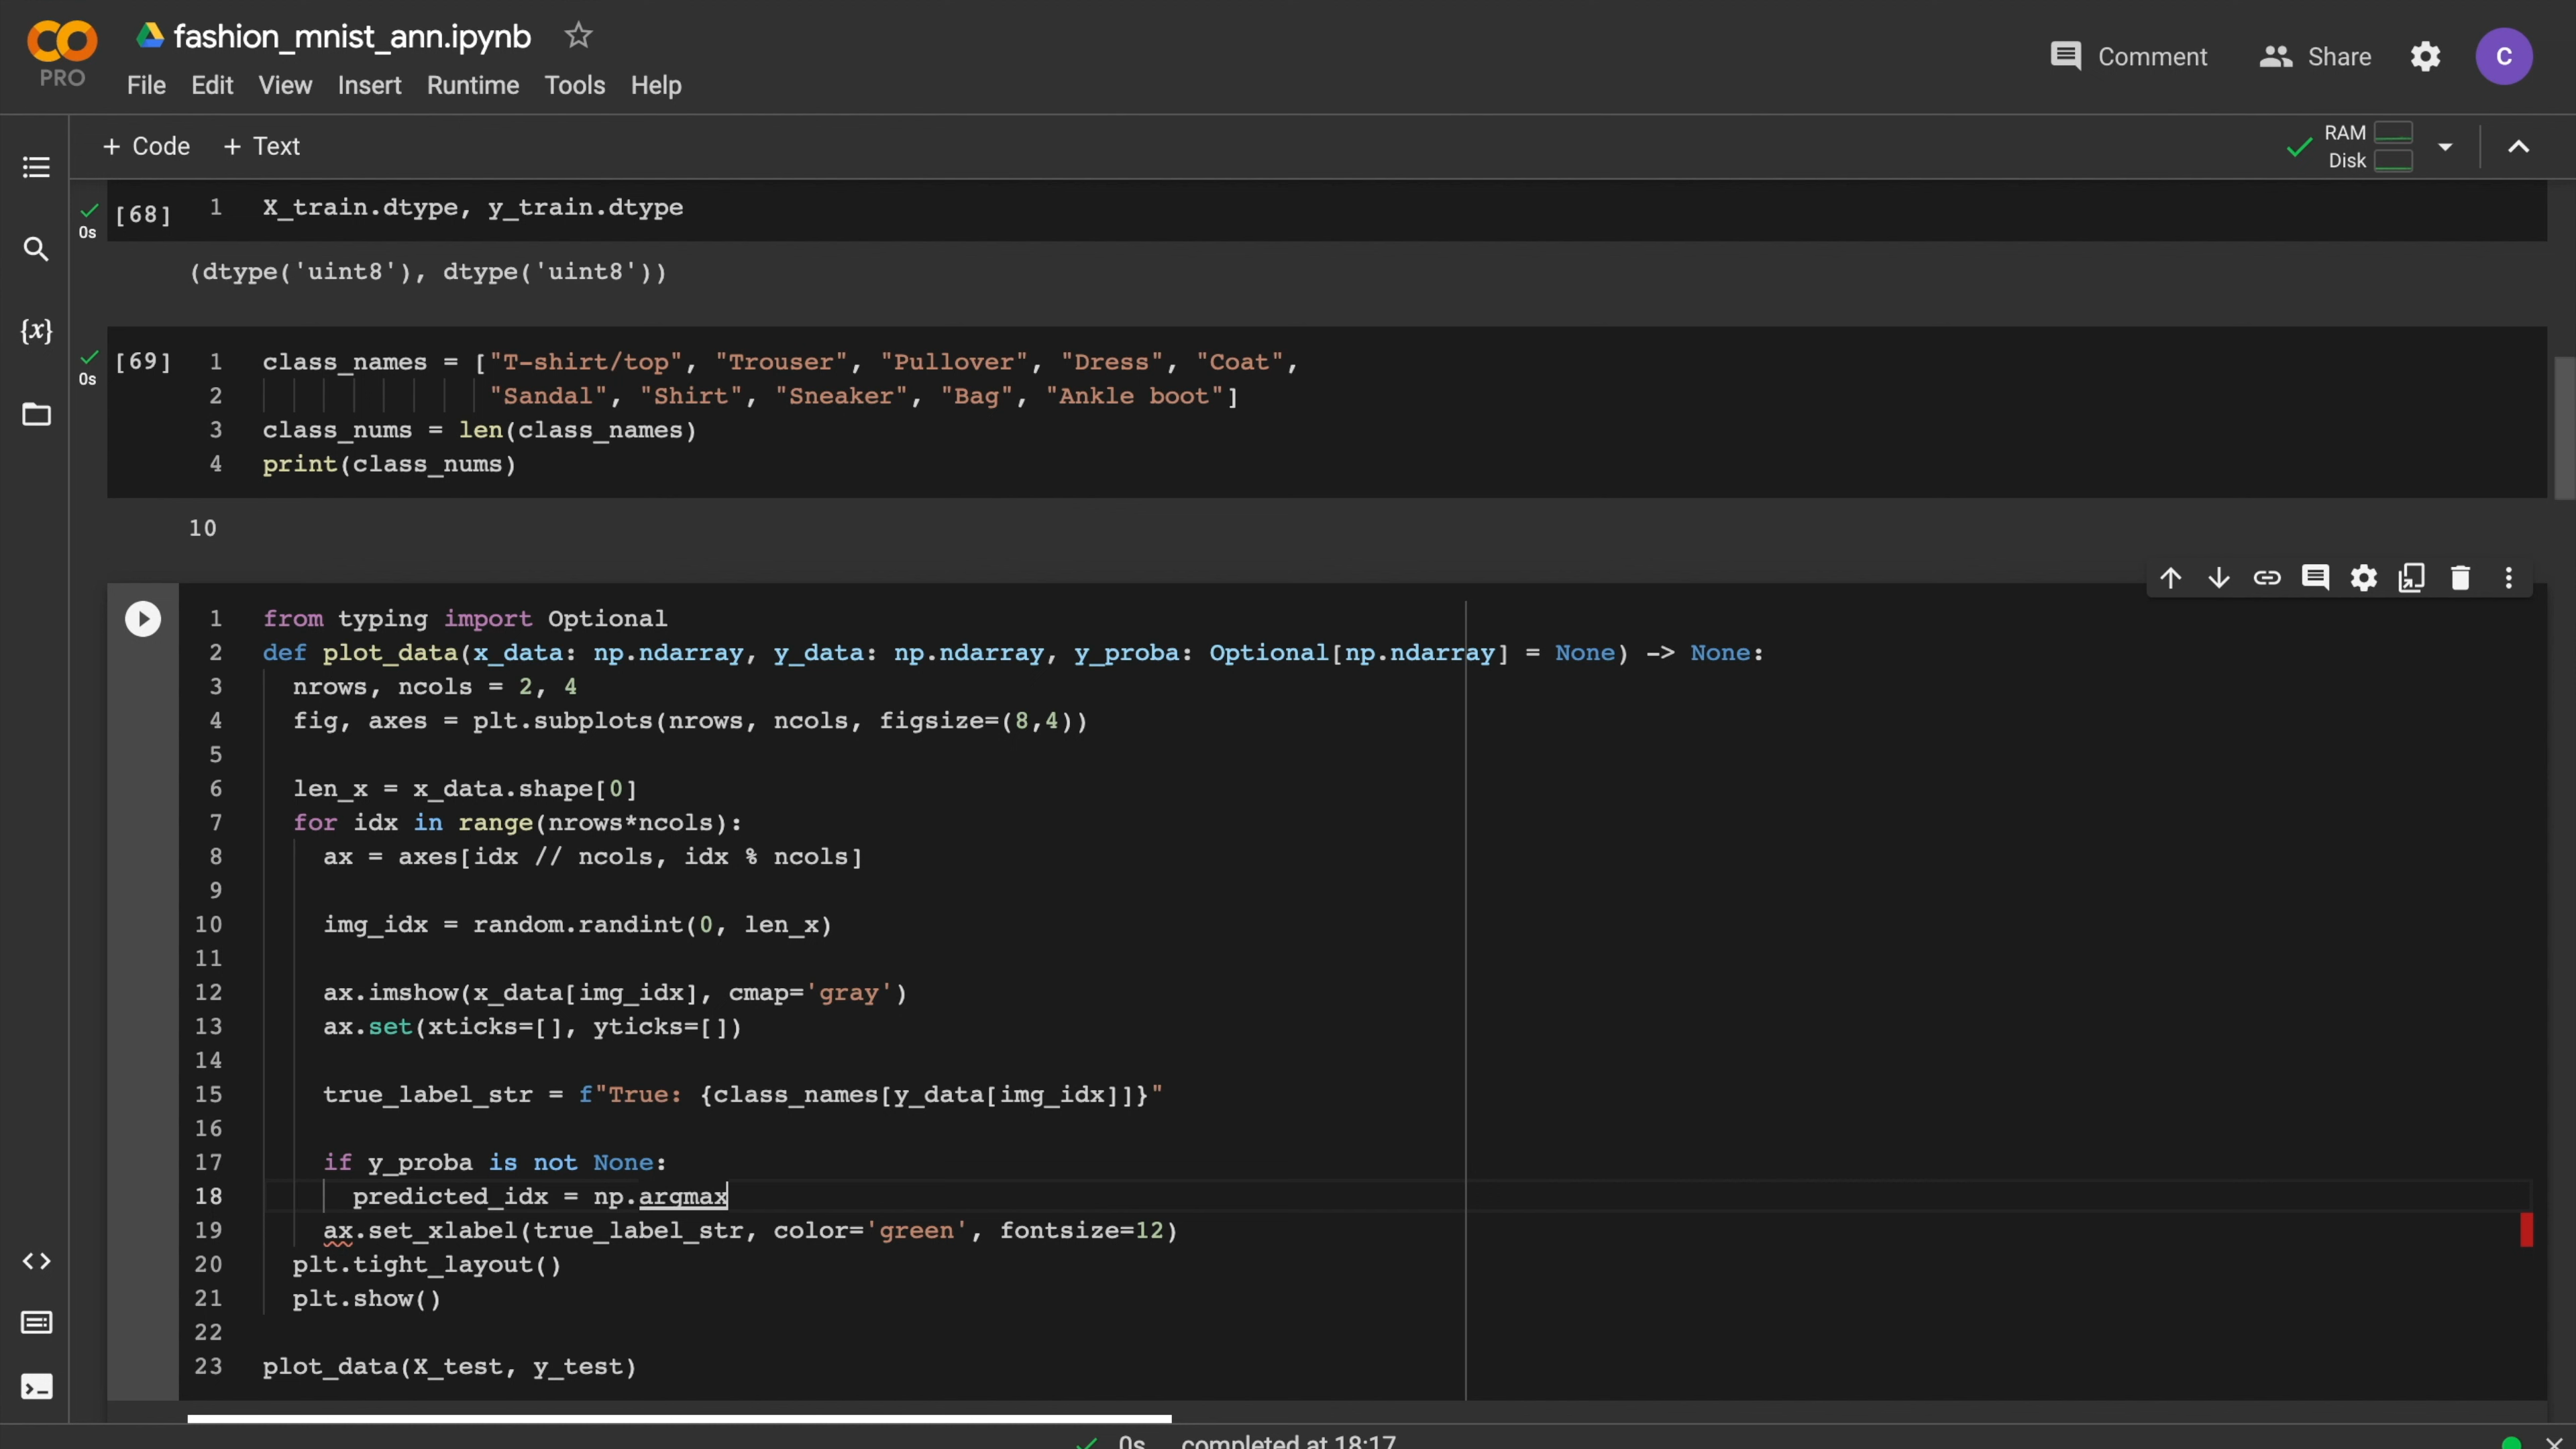 fashion_mnist_ann.ipynb
PRO
File Edit View Insert Runtime Tools Help
Comment Share C
+ Code + Text
RAM
Disk
[68] 1 X_train.dtype, y_train.dtype
0s
(dtype('uint8'), dtype('uint8'))
[69] 1 class_names = ["T-shirt/top", "Trouser", "Pullover", "Dress", "Coat",
0s
2 "Sandal", "Shirt", "Sneaker", "Bag", "Ankle boot"]
3 class_nums = len(class_names)
4 print(class_nums)
10
1 from typing import Optional
2 def plot_data(x_data: np.ndarray, y_data: np.ndarray, y_proba: Optional[np.ndarray] = None) -> None:
3 nrows, ncols = 2, 4
4 fig, axes = plt.subplots(nrows, ncols, figsize=(8,4))
5
6 len_x = x_data.shape[0]
7 for idx in range(nrows*ncols):
8 ax = axes[idx // ncols, idx % ncols]
9
10 img_idx = random.randint(0, len_x)
11
12 ax.imshow(x_data[img_idx], cmap='gray')
13 ax.set(xticks=[], yticks=[])
14
15 true_label_str = f"True: {class_names[y_data[img_idx]]}"
16
17 if y_proba is not None:
18 predicted_idx = np.argmax
19 ax.set_xlabel(true_label_str, color='green', fontsize=12)
20 plt.tight_layout()
21 plt.show()
22
23 plot_data(X_test, y_test)
0s completed at 18:17